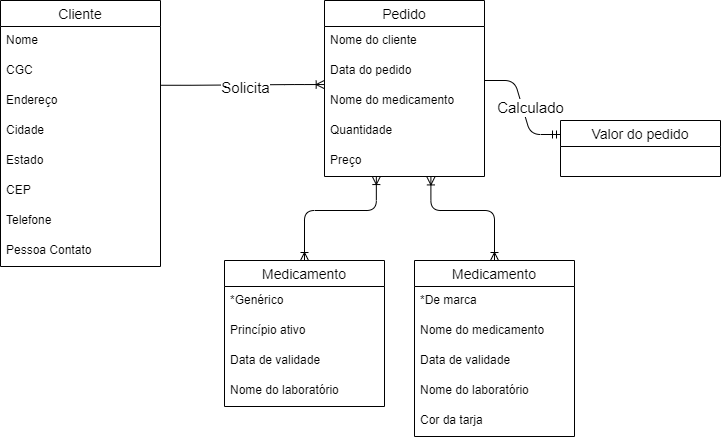 Cliente
Nome
CGC
Endereço
Cidade
Estado
CEP
Telefone
Pessoa Contato
Solicita
Pedido
Nome do cliente
Data do pedido
Nome do medicamento
Quantidade
Preço
Calculado
Valor do pedido
Medicamento
*Genérico
Princípio ativo
Data de validade
Nome do laboratório
Medicamento
*De marca
Nome do medicamento
Data de validade
Nome do laboratório
Cor da tarja